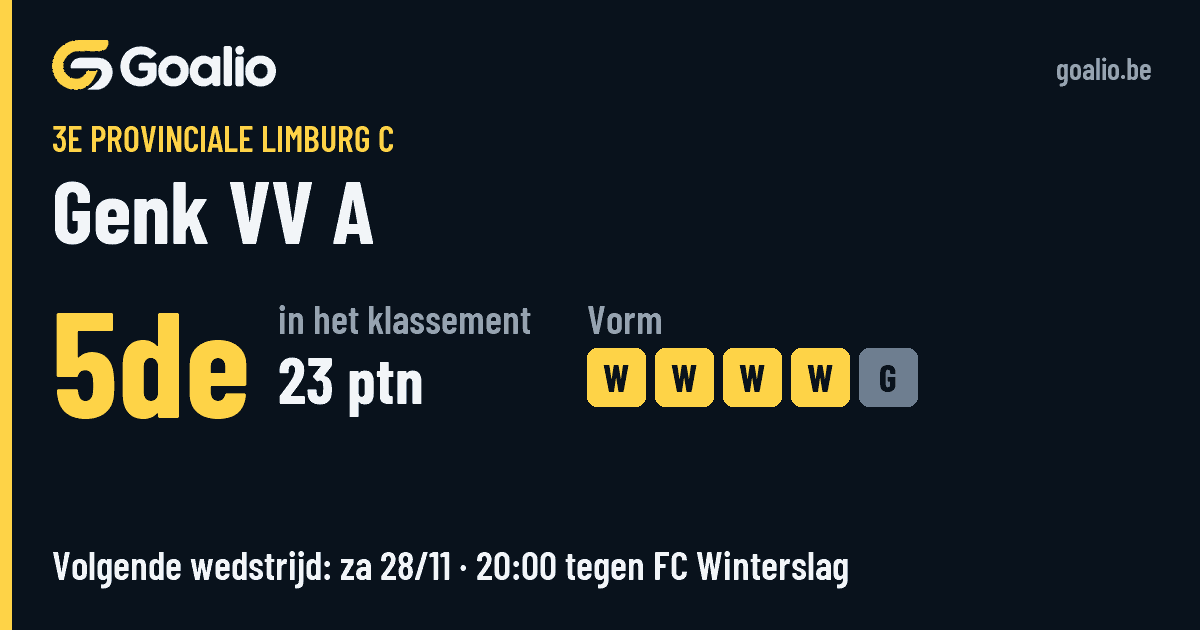 Goalio
goalio.be
3E PROVINCIALE LIMBURG C
Genk VV A
5de
in het klassement
23 ptn
Vorm
W W W W G
Volgende wedstrijd: za 28/11 · 20:00 tegen FC Winterslag